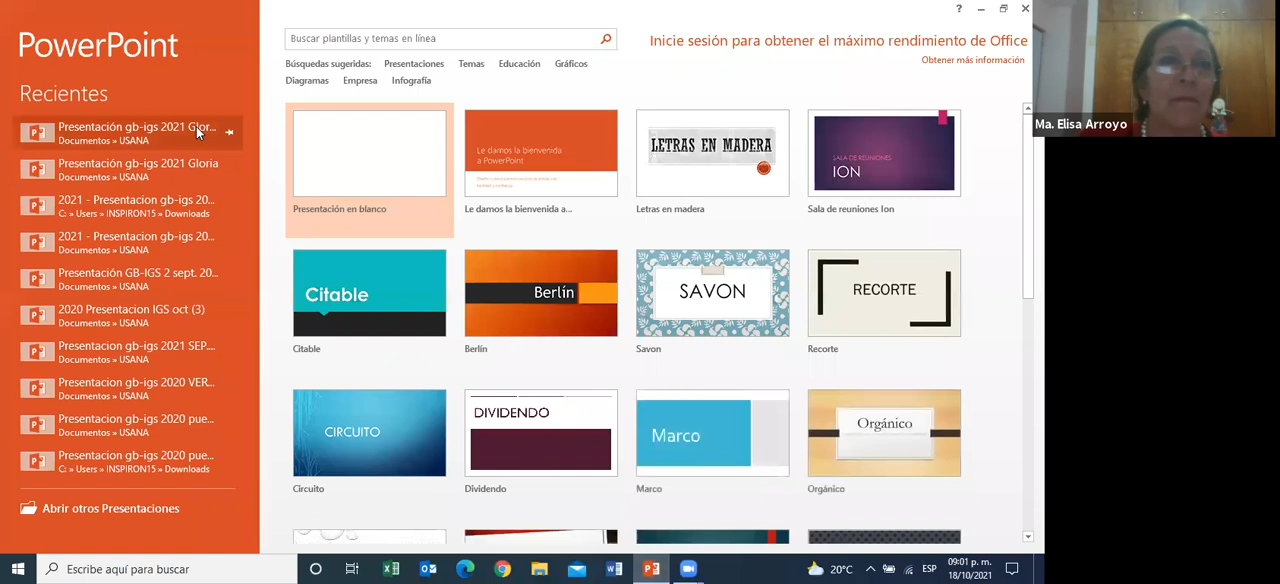 PowerPoint
Recientes
Presentación gb-igs 2021 Glor...
Documentos » USANA
Presentación gb-igs 2021 Gloria
Documentos » USANA
2021 - Presentacion gb-igs 20...
C: » Users » INSPIRON15 » Downloads
2021 - Presentacion gb-igs 20...
Documentos » USANA
Presentación GB-IGS 2 sept. 20...
Documentos » USANA
2020 Presentacion IGS oct (3)
Documentos » USANA
Presentacion gb-igs 2021 SEP....
Documentos » USANA
Presentacion gb-igs 2020 VER...
Documentos » USANA
Presentacion gb-igs 2020 pue...
Documentos » USANA
Presentacion gb-igs 2020 pue...
C: » Users » INSPIRON15 » Downloads
Abrir otros Presentaciones
?
Buscar plantillas y temas en línea
Inicie sesión para obtener el máximo rendimiento de Office
Obtener más información
Búsquedas sugeridas: Presentaciones Temas Educación Gráficos
Diagramas Empresa Infografía
Le damos la bienvenida
a PowerPoint
LETRAS EN MADERA
SALA DE REUNIONES
ION
Presentación en blanco
Le damos la bienvenida a...
Letras en madera
Sala de reuniones Ion
Citable
Berlín
SAVON
RECORTE
Citable
Berlín
Savon
Recorte
CIRCUITO
DIVIDENDO
Marco
Orgánico
Circuito
Dividendo
Marco
Orgánico
Ma. Elisa Arroyo
Escribe aquí para buscar
20°C
ESP
09:01 p. m.
18/10/2021